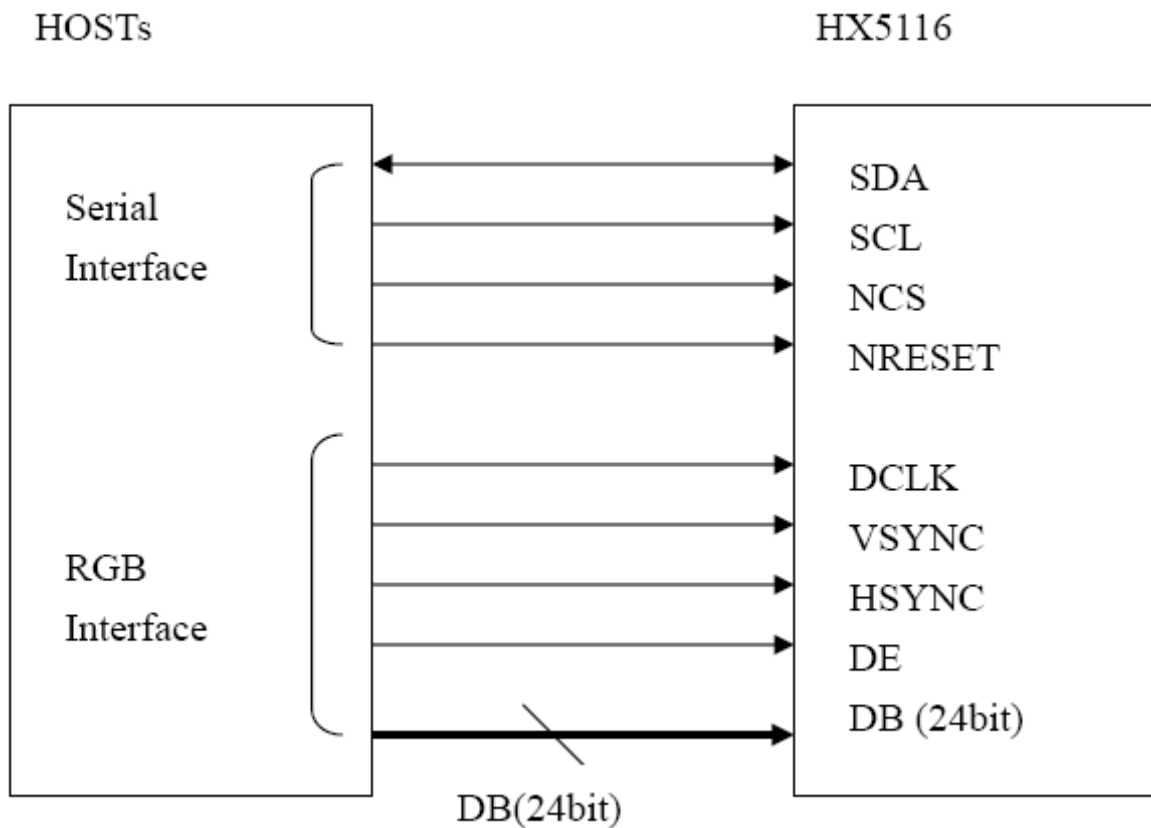 HOSTs
HX5116
Serial
Interface
SDA
SCL
NCS
NRESET
RGB
Interface
DCLK
VSYNC
HSYNC
DE
DB (24bit)
DB(24bit)